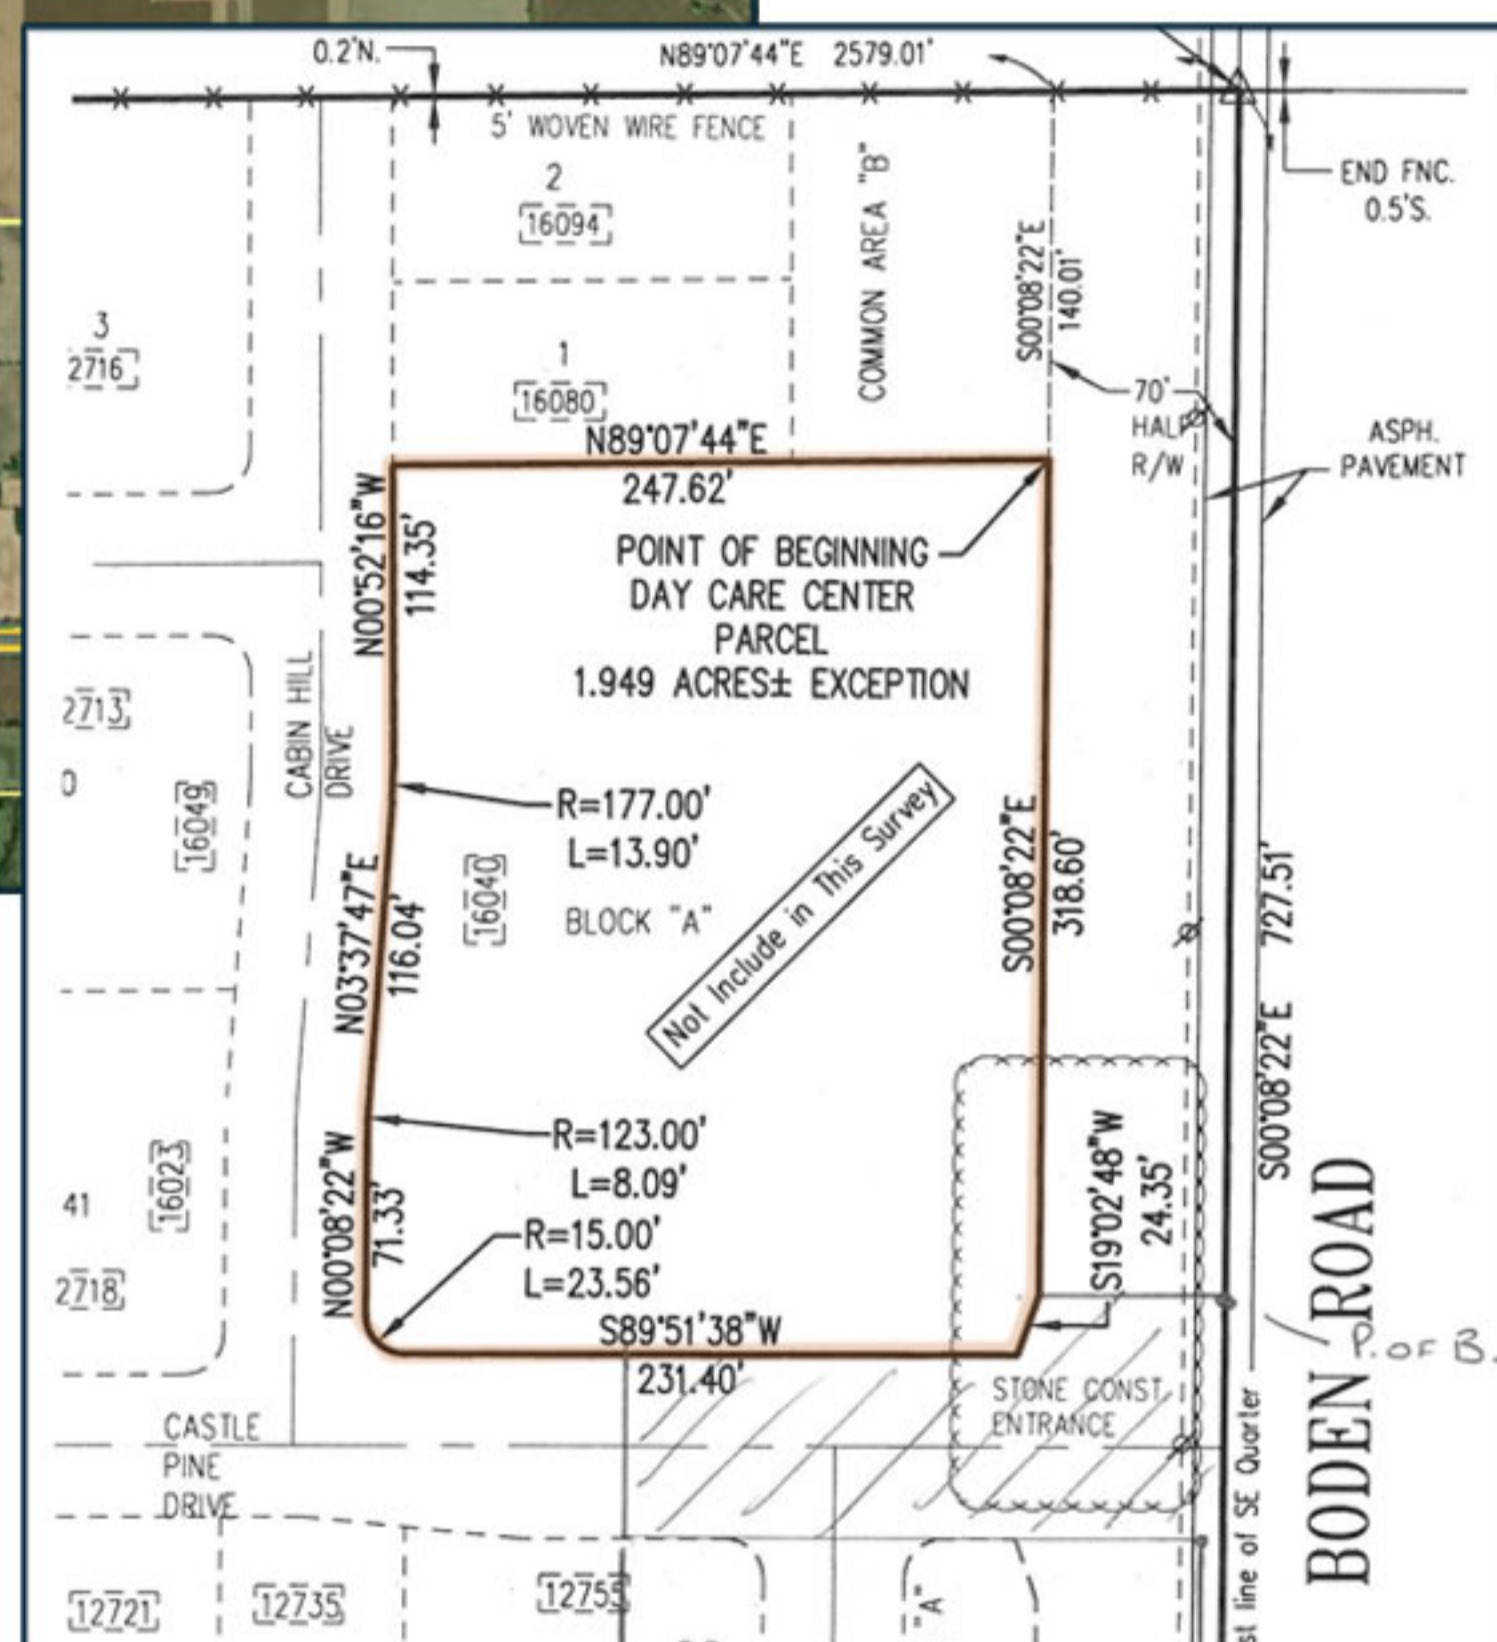 0.2'N.
N89°07'44"E 2579.01'
5' WOVEN WIRE FENCE
END FNC.
0.5'S.
2
16094
COMMON AREA "B"
S00°08'22"E
140.01'
3
2716
1
16080
70'
HALF
R/W
ASPH.
PAVEMENT
N89°07'44"E
247.62'
N00°52'16"W
114.35'
POINT OF BEGINNING
DAY CARE CENTER
PARCEL
1.949 ACRES± EXCEPTION
2713
0
16049
CABIN HILL
DRIVE
R=177.00'
L=13.90'
16040
BLOCK "A"
Not Include in This Survey
S00°08'22"E
318.60'
N03°37'47"E
116.04'
S00°08'22"E 727.51'
R=123.00'
L=8.09'
16023
41
2718
N00°08'22"W
71.33'
R=15.00'
L=23.56'
S19°02'48"W
24.35'
S89°51'38"W
231.40'
BODEN ROAD
P. OF B.
STONE CONST.
ENTRANCE
CASTLE
PINE
DRIVE
12721
12735
12755
"A"
line of SE Quarter